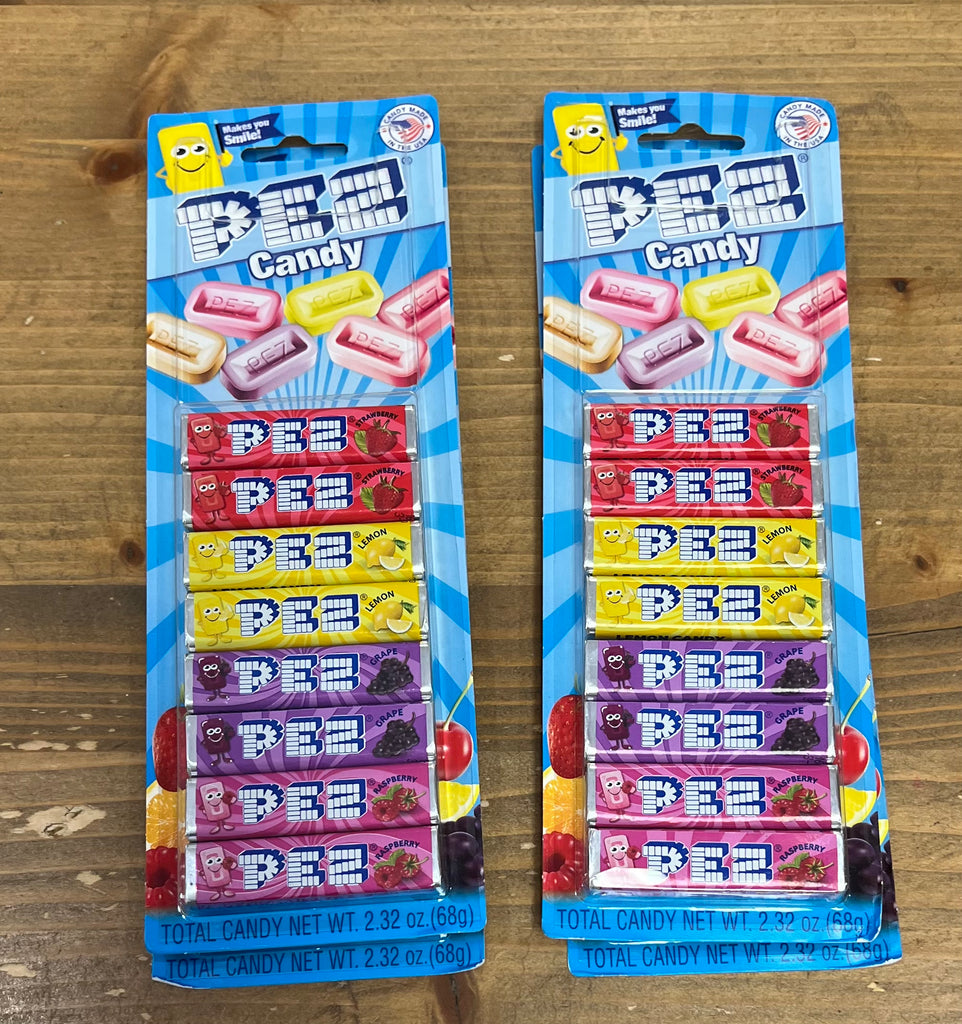 Makes you
Smile!
CANDY MADE
IN THE USA
PEZ®
Candy
PEZ
PEZ
PEZ
PEZ
PEZ
PEZ
PEZ STRAWBERRY
PEZ STRAWBERRY
PEZ® LEMON
PEZ® LEMON
PEZ® GRAPE
PEZ® GRAPE
PEZ® RASPBERRY
PEZ® RASPBERRY
TOTAL CANDY NET WT. 2.32 oz.(68g)
TOTAL CANDY NET WT. 2.32 oz.(68g)
Makes you
Smile!
CANDY MADE
IN THE USA
PEZ®
Candy
PEZ
PEZ
PEZ
PEZ
PEZ
PEZ
PEZ® STRAWBERRY
PEZ® STRAWBERRY
PEZ® LEMON
PEZ® LEMON
LEMON CANDY
PEZ® GRAPE
PEZ® GRAPE
PEZ® RASPBERRY
PEZ® RASPBERRY
TOTAL CANDY NET WT. 2.32 oz.(68g)
TOTAL CANDY NET WT. 2.32 oz.(68g)